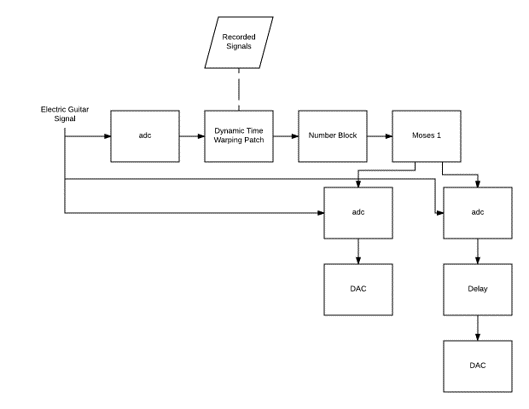 Recorded
Signals
Electric Guitar
Signal
adc
Dynamic Time
Warping Patch
Number Block
Moses 1
adc
adc
DAC
Delay
DAC